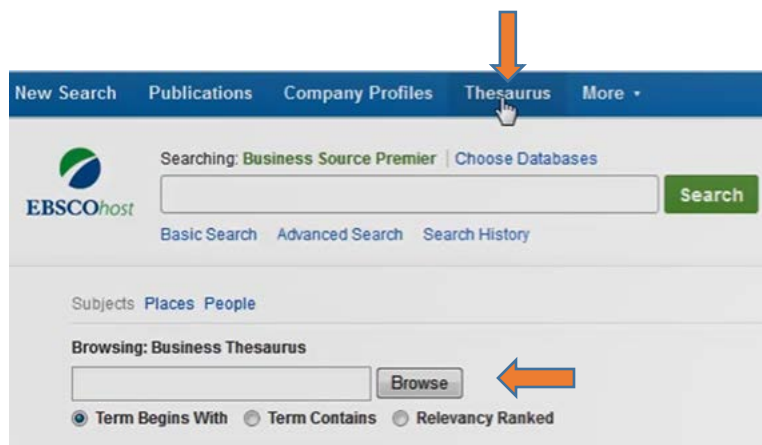 New Search Publications Company Profiles Thesaurus More
Searching: Business Source Premier | Choose Databases
Search
EBSCOhost
Basic Search Advanced Search Search History
Subjects Places People
Browsing: Business Thesaurus
Browse
Term Begins With Term Contains Relevancy Ranked